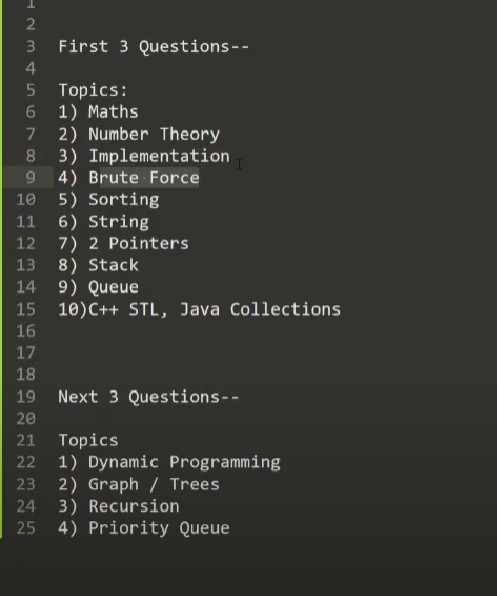 1
2
3 First 3 Questions--
4
5 Topics:
6 1) Maths
7 2) Number Theory
8 3) Implementation
9 4) Brute Force
10 5) Sorting
11 6) String
12 7) 2 Pointers
13 8) Stack
14 9) Queue
15 10)C++ STL, Java Collections
16
17
18
19 Next 3 Questions--
20
21 Topics
22 1) Dynamic Programming
23 2) Graph / Trees
24 3) Recursion
25 4) Priority Queue